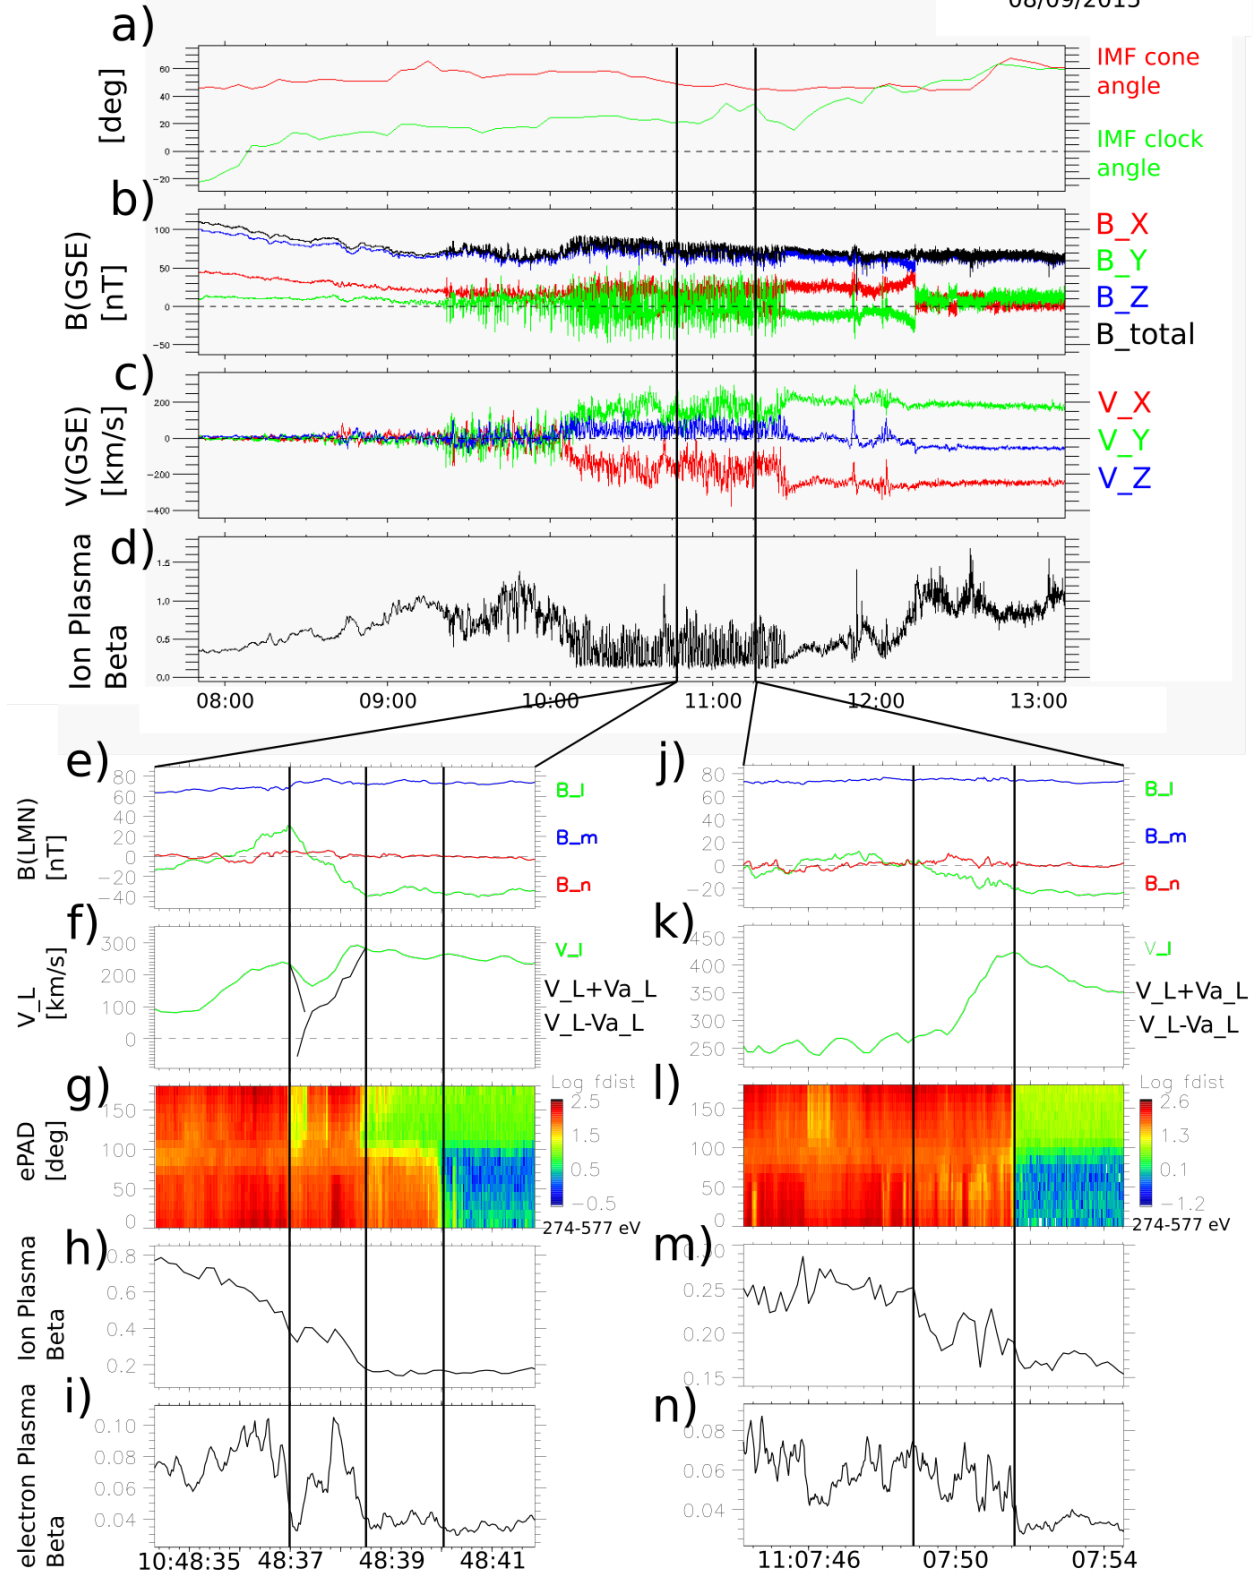 08/09/2015
a)
[deg]
60
40
20
0
−20
IMF cone
angle
IMF clock
angle
b)
B(GSE)
[nT]
100
50
0
−50
B_X
B_Y
B_Z
B_total
c)
V(GSE)
[km/s]
200
0
−200
−400
V_X
V_Y
V_Z
d)
Ion Plasma
Beta
1.5
1.0
0.5
0.0
08:00 09:00 10:00 11:00 12:00 13:00
e)
B(LMN)
[nT]
80
60
40
20
0
−20
−40
B_l
B_m
B_n
f)
V_L
[km/s]
300
200
100
0
V_l
V_L+Va_L
V_L-Va_L
g)
ePAD
[deg]
150
100
50
0
Log fdist
2.5
1.5
0.5
−0.5
274-577 eV
h)
Ion Plasma
Beta
0.8
0.6
0.4
0.2
i)
electron Plasma
Beta
0.10
0.08
0.06
0.04
10:48:35 48:37 48:39 48:41
j)
80
60
40
20
0
−20
B_l
B_m
B_n
k)
450
400
350
300
250
V_l
V_L+Va_L
V_L-Va_L
l)
150
100
50
0
Log fdist
2.6
1.3
0.1
−1.2
274-577 eV
m)
0.30
0.25
0.20
0.15
n)
0.08
0.06
0.04
11:07:46 07:50 07:54